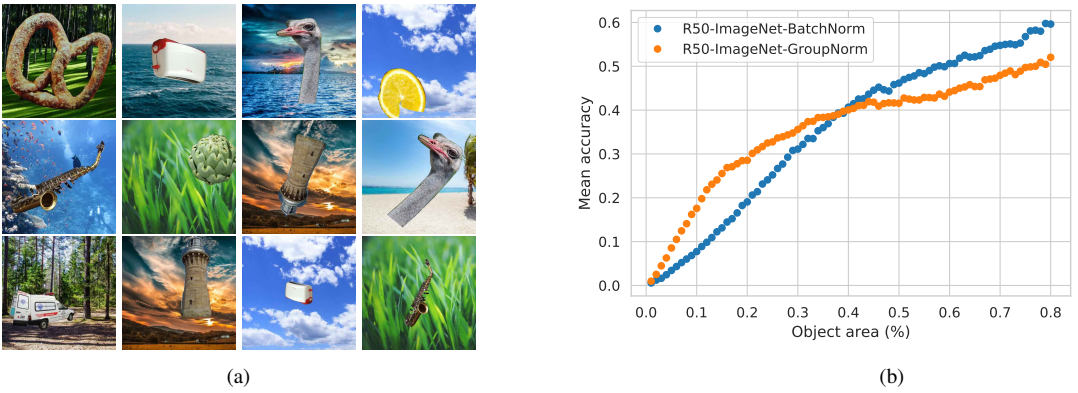 R50-ImageNet-BatchNorm
R50-ImageNet-GroupNorm
Mean accuracy
0.6
0.5
0.4
0.3
0.2
0.1
0.0
0.0 0.1 0.2 0.3 0.4 0.5 0.6 0.7 0.8
Object area (%)
(a)
(b)